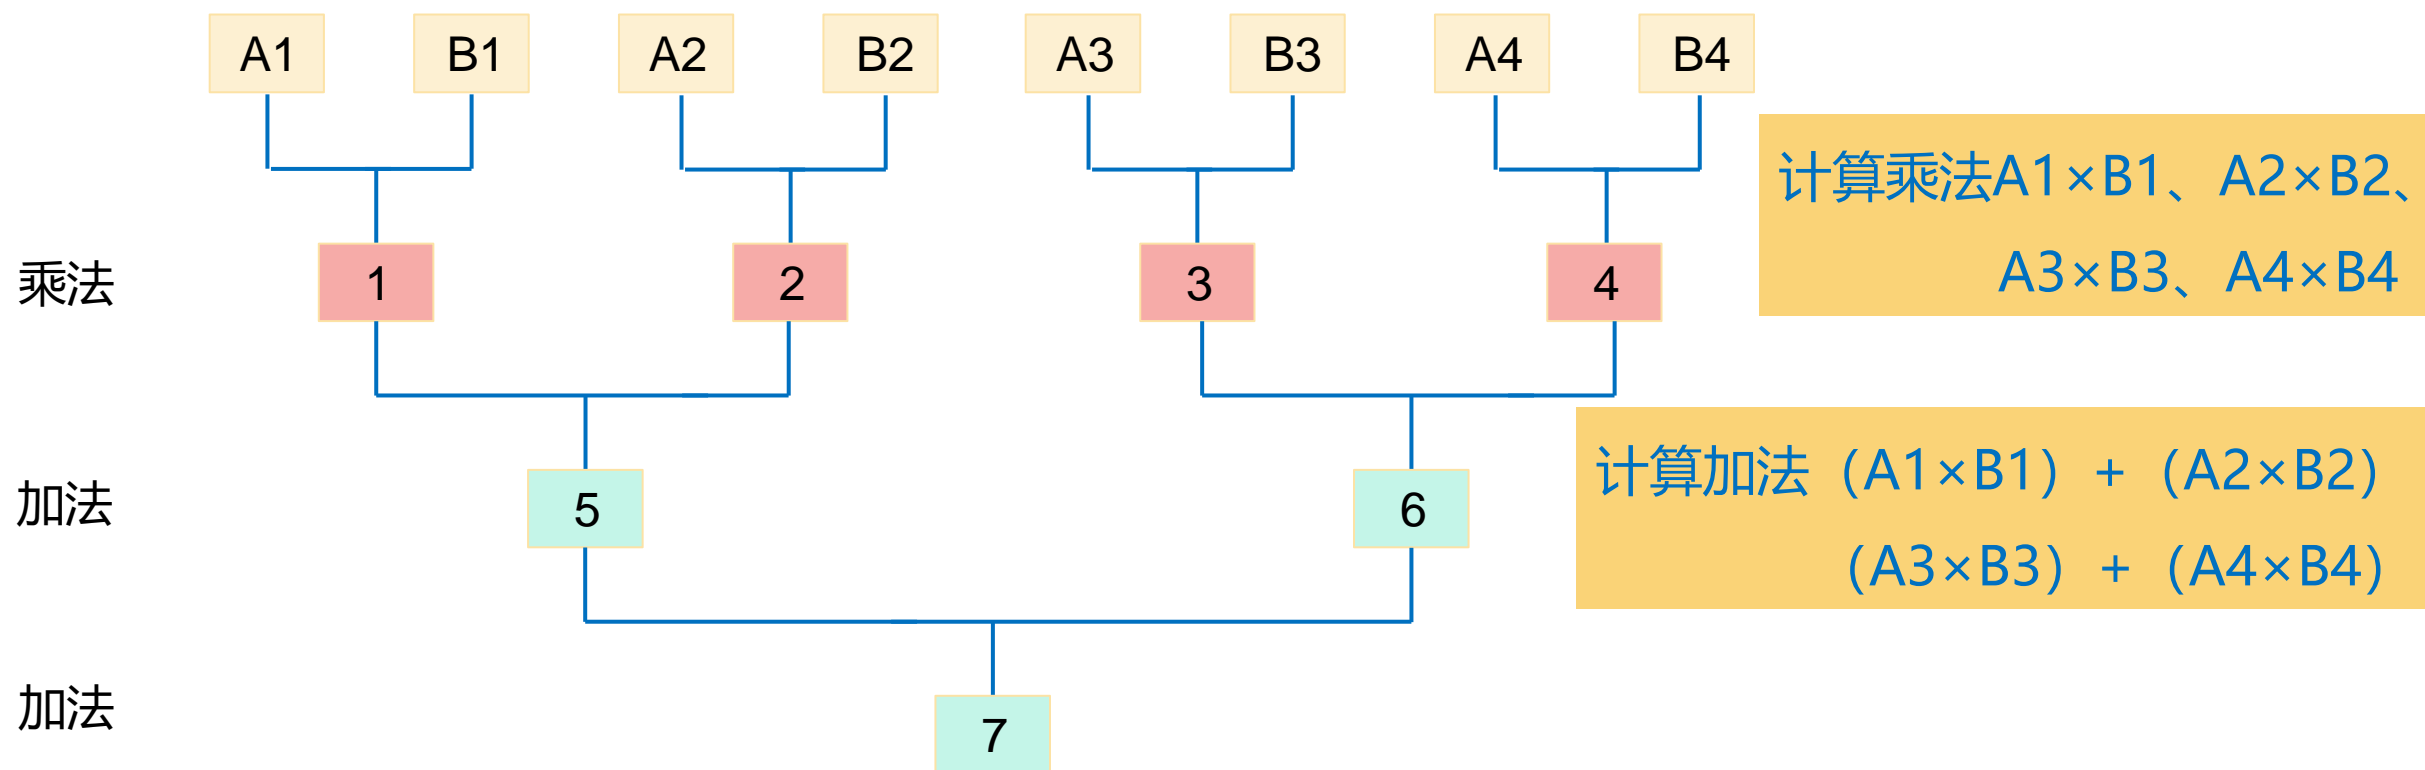 A1 B1 A2 B2 A3 B3 A4 B4
计算乘法A1×B1、A2×B2、
A3×B3、A4×B4
乘法 1 2 3 4
计算加法（A1×B1）+（A2×B2）
（A3×B3）+（A4×B4）
加法 5 6
加法 7